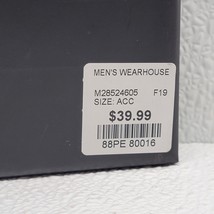 MEN'S WEARHOUSE
M28524605 F19
SIZE: ACC
$39.99
88PE 80016